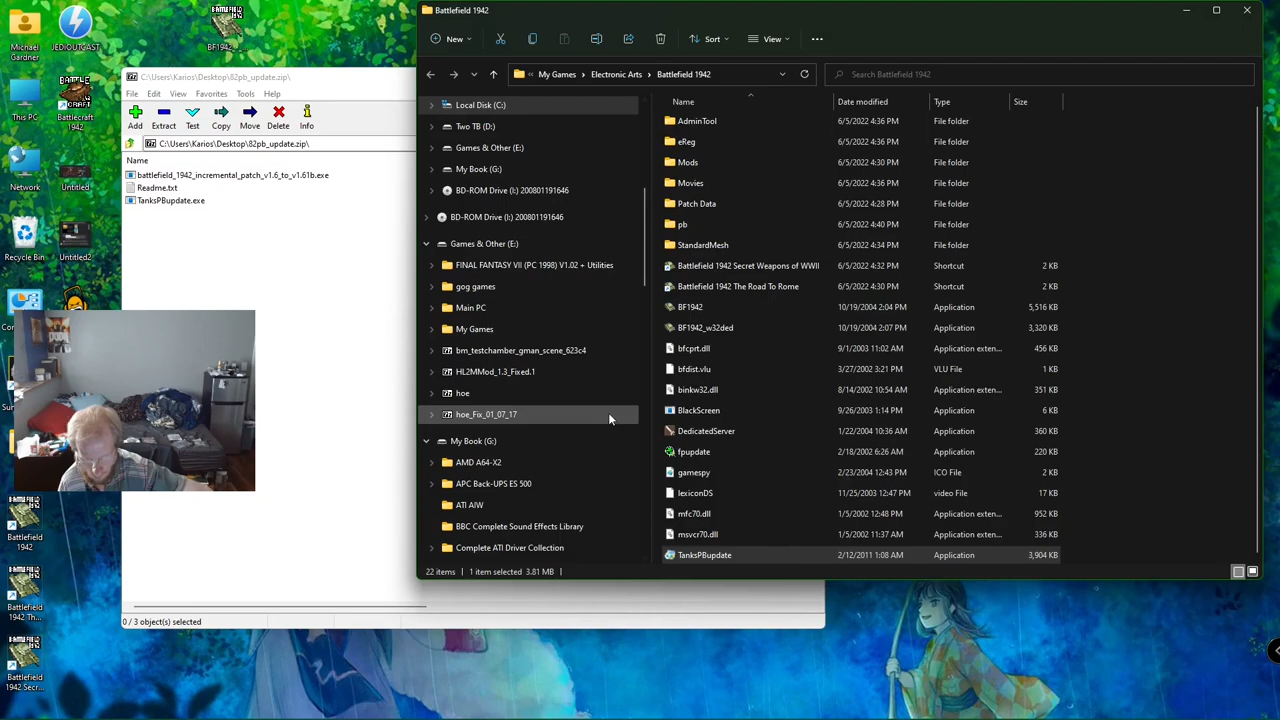 Michael
Gardner
JEDIOUTCAST
BF1942_...
This PC
Battlecraft
1942
Network
Untitled
Recycle Bin
Untitled2
Battlefield
1942
Battlefield
1942 Th...
Battlefield
1942 Secr...
C:\Users\Karios\Desktop\82pb_update.zip\
File Edit View Favorites Tools Help
Add Extract Test Copy Move Delete Info
C:\Users\Karios\Desktop\82pb_update.zip\
Name
battlefield_1942_incremental_patch_v1.6_to_v1.61b.exe
Readme.txt
TanksPBupdate.exe
0 / 3 object(s) selected
Battlefield 1942
New Sort View
« My Games > Electronic Arts > Battlefield 1942
Search Battlefield 1942
Local Disk (C:)
Two TB (D:)
Games & Other (E:)
My Book (G:)
BD-ROM Drive (I:) 200801191646
BD-ROM Drive (I:) 200801191646
Games & Other (E:)
FINAL FANTASY VII (PC 1998) V1.02 + Utilities
gog games
Main PC
My Games
bm_testchamber_gman_scene_623c4
HL2MMod_1.3_Fixed.1
hoe
hoe_Fix_01_07_17
My Book (G:)
AMD A64-X2
APC Back-UPS ES 500
ATI AIW
BBC Complete Sound Effects Library
Complete ATI Driver Collection
Name Date modified Type Size
AdminTool 6/5/2022 4:36 PM File folder
eReg 6/5/2022 4:36 PM File folder
Mods 6/5/2022 4:30 PM File folder
Movies 6/5/2022 4:36 PM File folder
Patch Data 6/5/2022 4:28 PM File folder
pb 6/5/2022 4:40 PM File folder
StandardMesh 6/5/2022 4:34 PM File folder
Battlefield 1942 Secret Weapons of WWII 6/5/2022 4:32 PM Shortcut 2 KB
Battlefield 1942 The Road To Rome 6/5/2022 4:30 PM Shortcut 2 KB
BF1942 10/19/2004 2:04 PM Application 5,516 KB
BF1942_w32ded 10/19/2004 2:07 PM Application 3,320 KB
bfcprt.dll 9/1/2003 11:02 AM Application exten... 456 KB
bfdist.vlu 3/27/2002 3:21 PM VLU File 1 KB
binkw32.dll 8/14/2002 10:54 AM Application exten... 351 KB
BlackScreen 9/26/2003 1:14 PM Application 6 KB
DedicatedServer 1/22/2004 10:36 AM Application 360 KB
fpupdate 2/18/2002 6:26 AM Application 220 KB
gamespy 2/23/2004 12:43 PM ICO File 2 KB
lexiconDS 11/25/2003 12:47 PM video File 17 KB
mfc70.dll 1/5/2002 12:48 PM Application exten... 952 KB
msvcr70.dll 1/5/2002 11:37 AM Application exten... 336 KB
TanksPBupdate 2/12/2011 1:08 AM Application 3,904 KB
22 items 1 item selected 3.81 MB